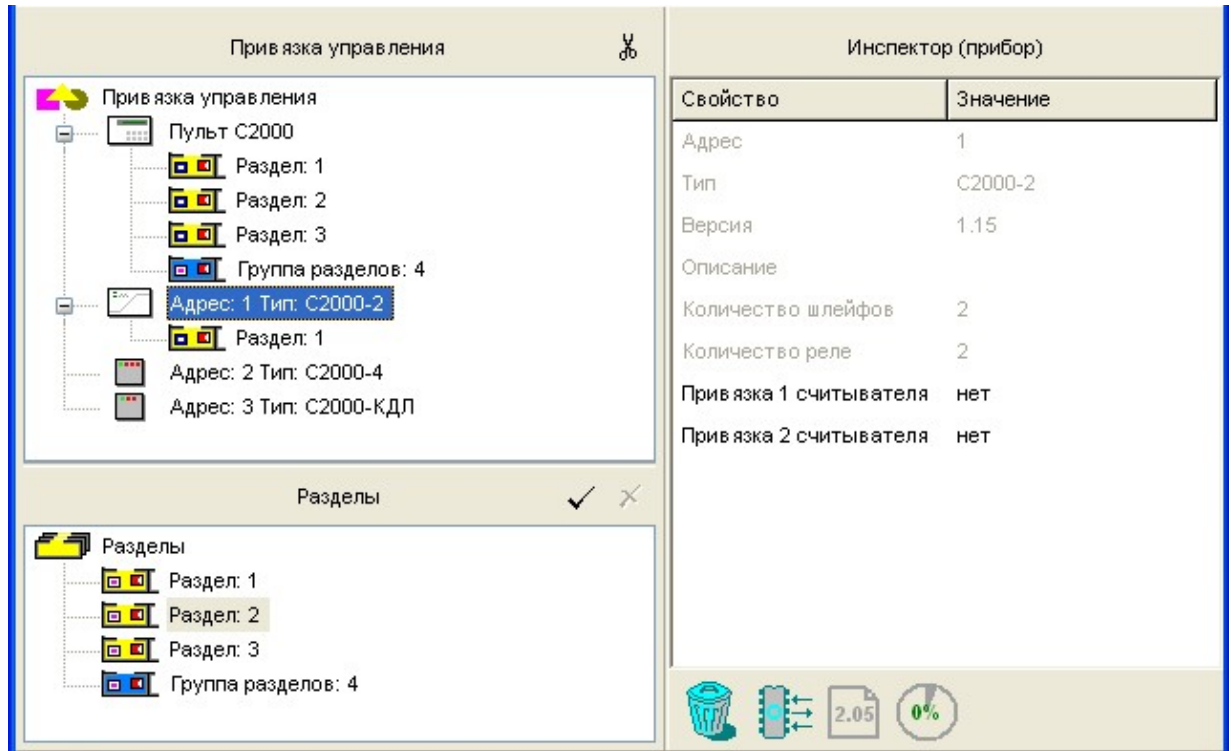 Привязка управления
Привязка управления
Пульт С2000
Раздел: 1
Раздел: 2
Раздел: 3
Группа разделов: 4
Адрес: 1 Тип: С2000-2
Раздел: 1
Адрес: 2 Тип: С2000-4
Адрес: 3 Тип: С2000-КДЛ
Разделы
Разделы
Раздел: 1
Раздел: 2
Раздел: 3
Группа разделов: 4
Инспектор (прибор)
Свойство Значение
Адрес 1
Тип С2000-2
Версия 1.15
Описание
Количество шлейфов 2
Количество реле 2
Привязка 1 считывателя нет
Привязка 2 считывателя нет
2.05 0%